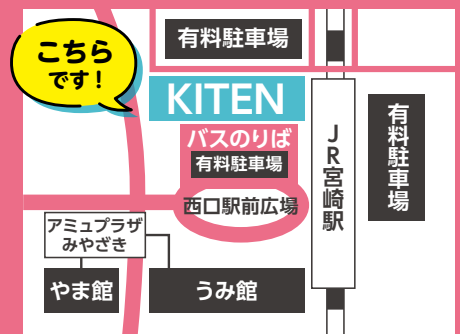 有料駐車場
こちら
です！
KITEN
バスのりば
有料駐車場
JR宮崎駅
有料駐車場
西口駅前広場
アミュプラザ
みやざき
やま館
うみ館